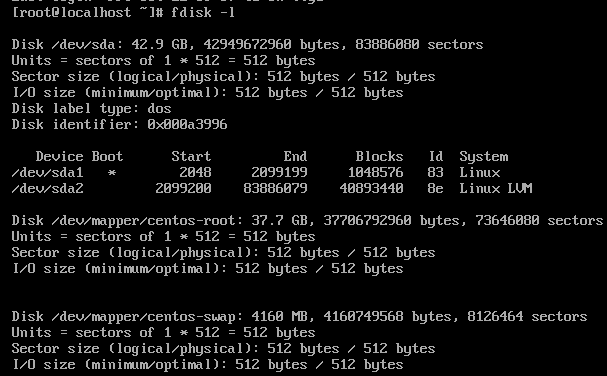 [root@localhost ~]# fdisk -l
Disk /dev/sda: 42.9 GB, 42949672960 bytes, 83886080 sectors
Units = sectors of 1 * 512 = 512 bytes
Sector size (logical/physical): 512 bytes / 512 bytes
I/O size (minimum/optimal): 512 bytes / 512 bytes
Disk label type: dos
Disk identifier: 0x000a3996
Device Boot Start End Blocks Id System
/dev/sda1 * 2048 2099199 1048576 83 Linux
/dev/sda2 2099200 83886079 40893440 8e Linux LVM
Disk /dev/mapper/centos-root: 37.7 GB, 37706792960 bytes, 73646080 sectors
Units = sectors of 1 * 512 = 512 bytes
Sector size (logical/physical): 512 bytes / 512 bytes
I/O size (minimum/optimal): 512 bytes / 512 bytes
Disk /dev/mapper/centos-swap: 4160 MB, 4160749568 bytes, 8126464 sectors
Units = sectors of 1 * 512 = 512 bytes
Sector size (logical/physical): 512 bytes / 512 bytes
I/O size (minimum/optimal): 512 bytes / 512 bytes